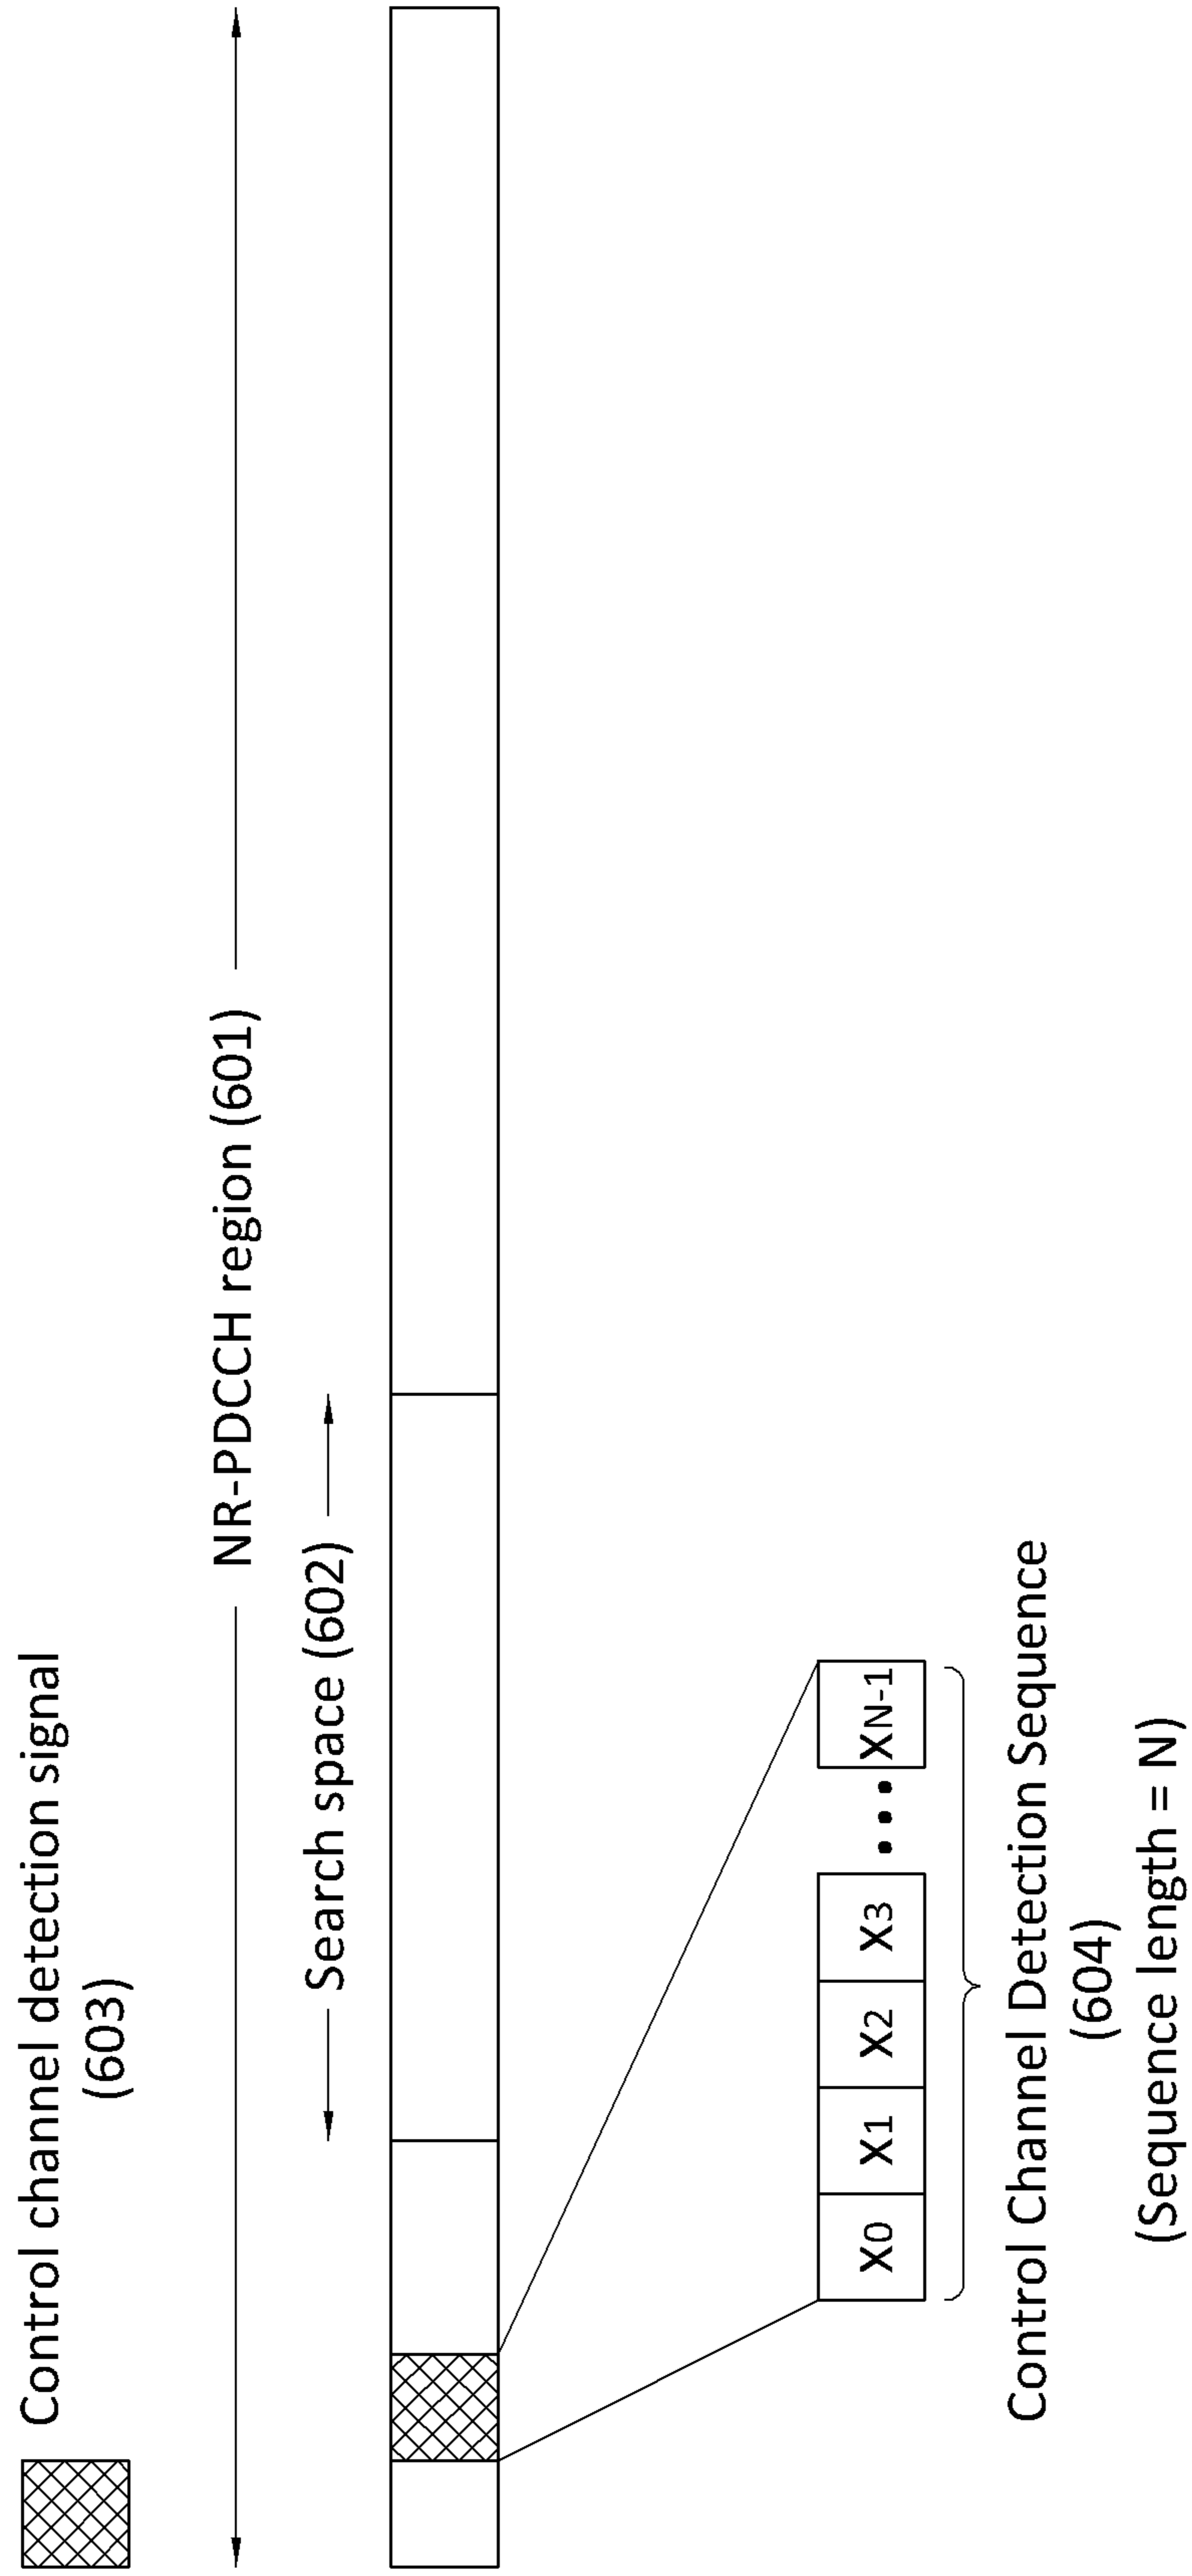 Control channel detection signal
(603)
NR-PDCCH region (601)
Search space (602)
X0 X1 X2 X3 ••• XN-1
Control Channel Detection Sequence
(604)
(Sequence length = N)